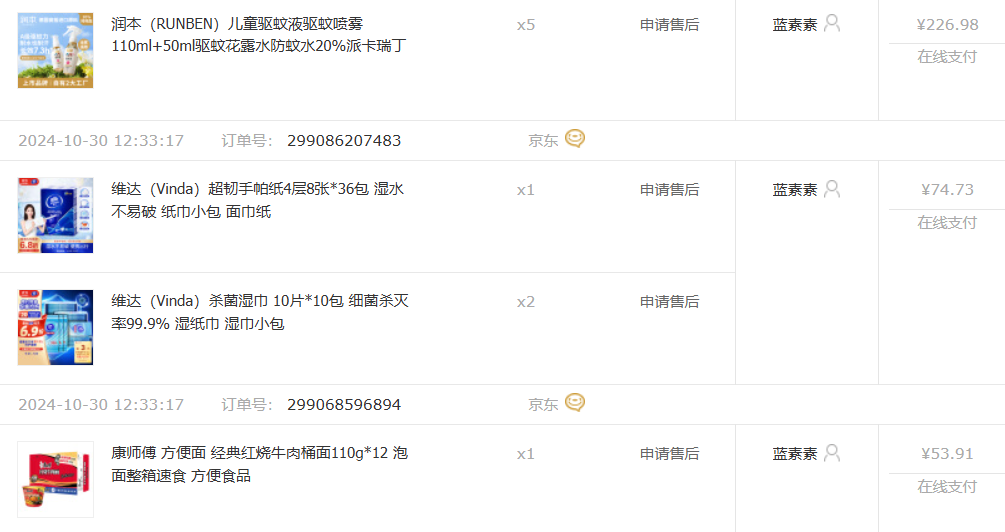 润本（RUNBEN）儿童驱蚊液驱蚊喷雾
110ml+50ml驱蚊花露水防蚊水20%派卡瑞丁
x5
申请售后
蓝素素
¥226.98
在线支付
2024-10-30 12:33:17 订单号： 299086207483 京东
维达（Vinda）超韧手帕纸4层8张*36包 湿水
不易破 纸巾小包 面巾纸
x1
申请售后
蓝素素
¥74.73
在线支付
6.8折
维达（Vinda）杀菌湿巾 10片*10包 细菌杀灭
率99.9% 湿纸巾 湿巾小包
x2
申请售后
2024-10-30 12:33:17 订单号： 299068596894 京东
康师傅 方便面 经典红烧牛肉桶面110g*12 泡
面整箱速食 方便食品
x1
申请售后
蓝素素
¥53.91
在线支付